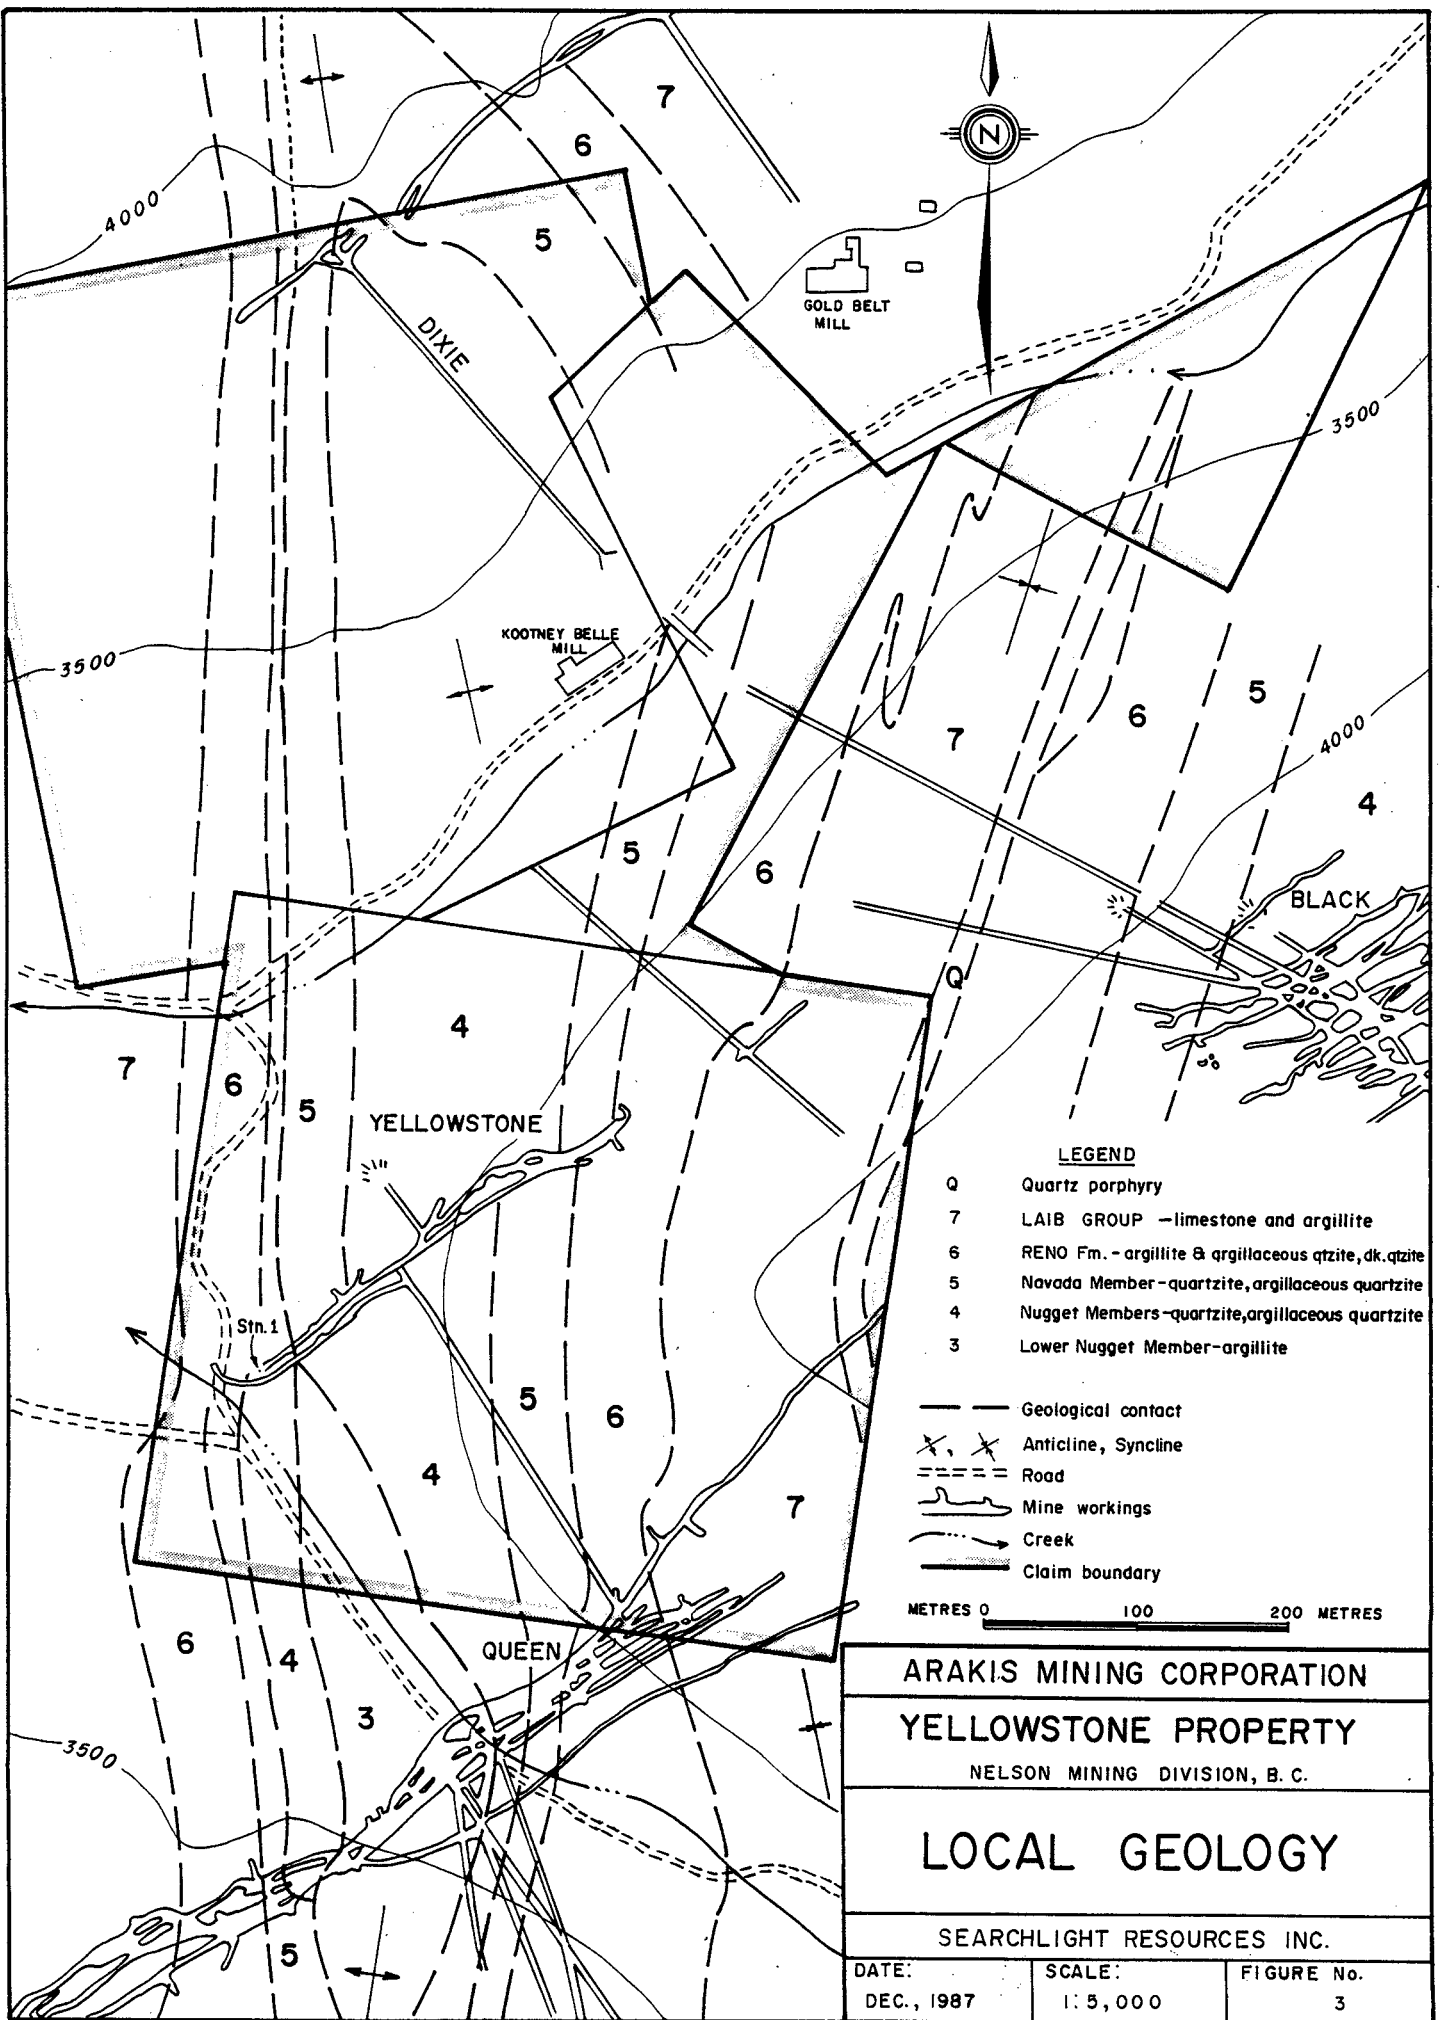 7
6
N
4000
5
GOLD BELT
MILL
DIXIE
3500
KOOTNEY BELLE
MILL
3500
5
6
7
4000
4
5
6
BLACK
Q
4
7
6
5
YELLOWSTONE
LEGEND
Q Quartz porphyry
7 LAIB GROUP –limestone and argillite
6 RENO Fm.- argillite & argillaceous qtzite, dk.qtzite
5 Navada Member-quartzite, argillaceous quartzite
4 Nugget Members-quartzite, argillaceous quartzite
3 Lower Nugget Member-argillite
Stn.1
5
6
4
7
Geological contact
Anticline, Syncline
Road
Mine workings
Creek
Claim boundary
METRES 0 100 200 METRES
6
4
QUEEN
3
3500
5
ARAKIS MINING CORPORATION
YELLOWSTONE PROPERTY
NELSON MINING DIVISION, B. C.
LOCAL GEOLOGY
SEARCHLIGHT RESOURCES INC.
DATE: DEC., 1987
SCALE: 1:5,000
FIGURE No. 3